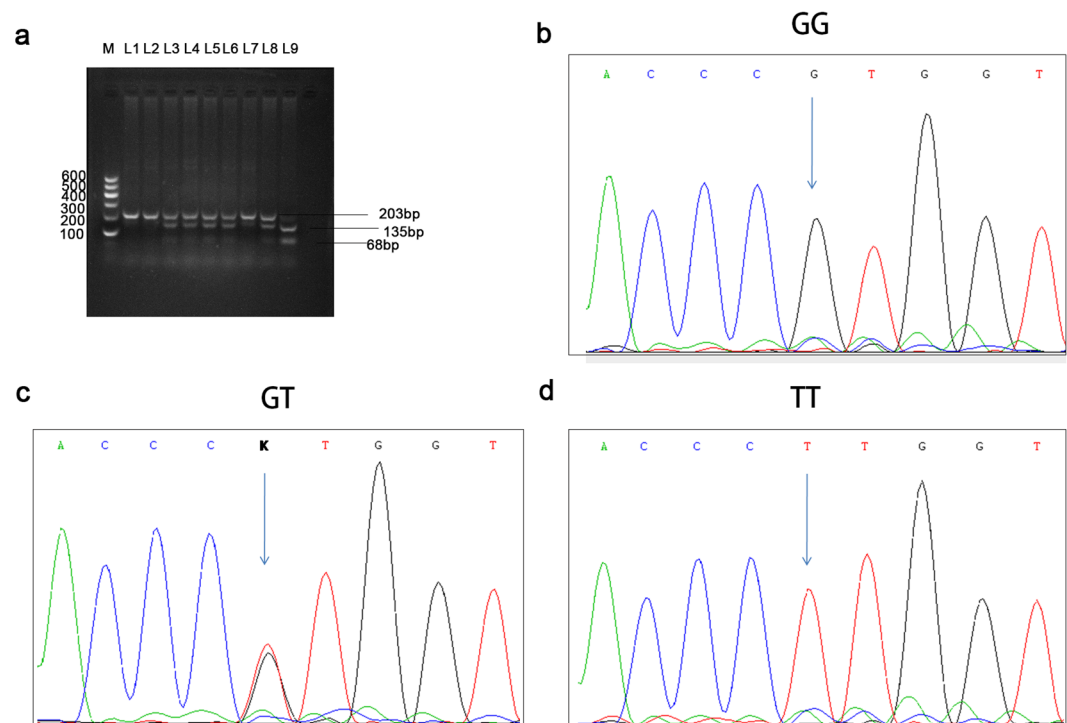 a
M L1 L2 L3 L4 L5 L6 L7 L8 L9
600
500
400
300
200
100
203bp
135bp
68bp
b
GG
A C C C G T G G T
c
GT
A C C C K T G G T
d
TT
A C C C T T G G T